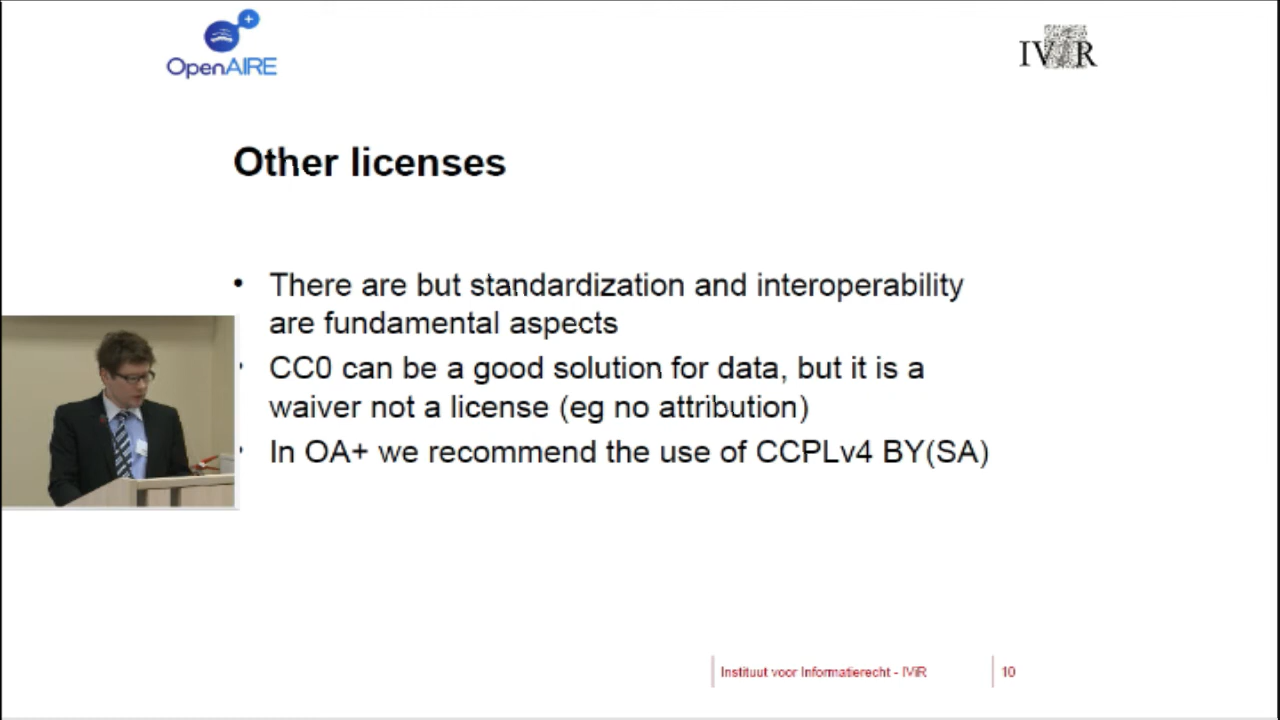 OpenAIRE
IViR
Other licenses
• There are but standardization and interoperability
are fundamental aspects
• CC0 can be a good solution for data, but it is a
waiver not a license (eg no attribution)
• In OA+ we recommend the use of CCPLv4 BY(SA)
Instituut voor Informatierecht - IViR
10